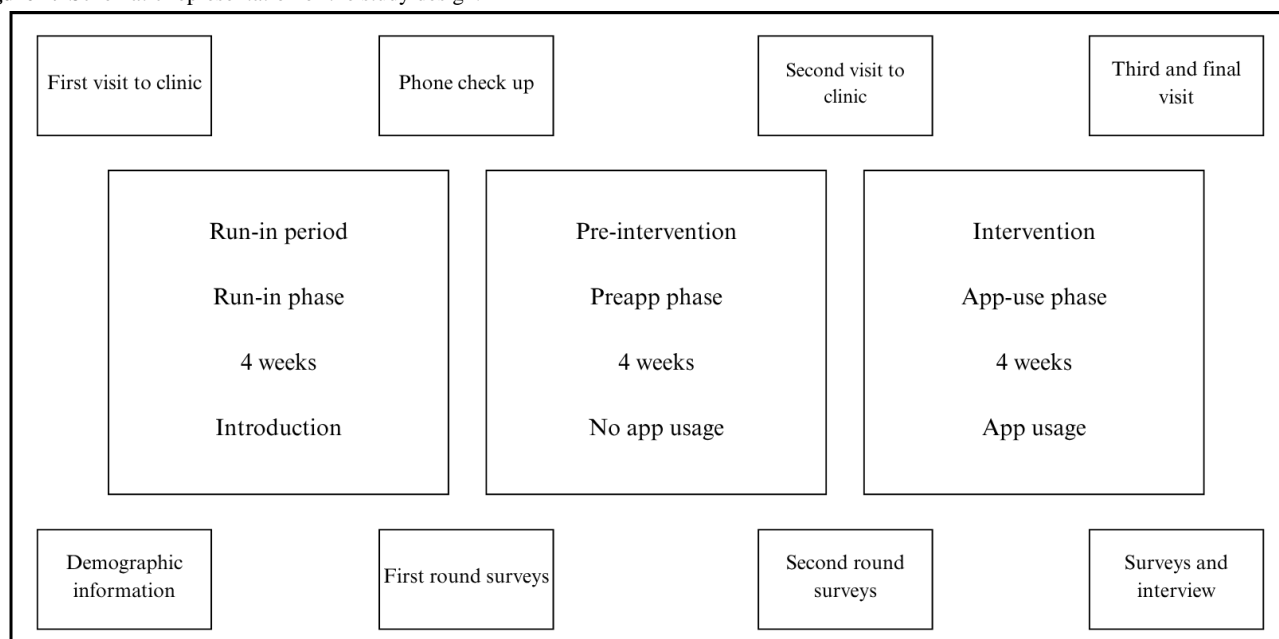 First visit to clinic
Phone check up
Second visit to
clinic
Third and final
visit
Run-in period
Run-in phase
4 weeks
Introduction
Pre-intervention
Preapp phase
4 weeks
No app usage
Intervention
App-use phase
4 weeks
App usage
Demographic
information
First round surveys
Second round
surveys
Surveys and
interview